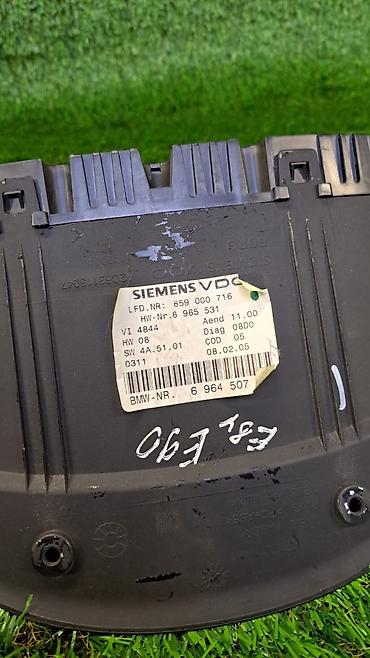 SIEMENS VDO
LFD.NR: 659 000 716
HW-Nr.6 965 531
VI 4844 Aend 11.00
HW 08 Diag 08D0
SW 4A.51.01 COD 05
0311 08.02.05
BMW-NR. 6 964 507
E81 E90